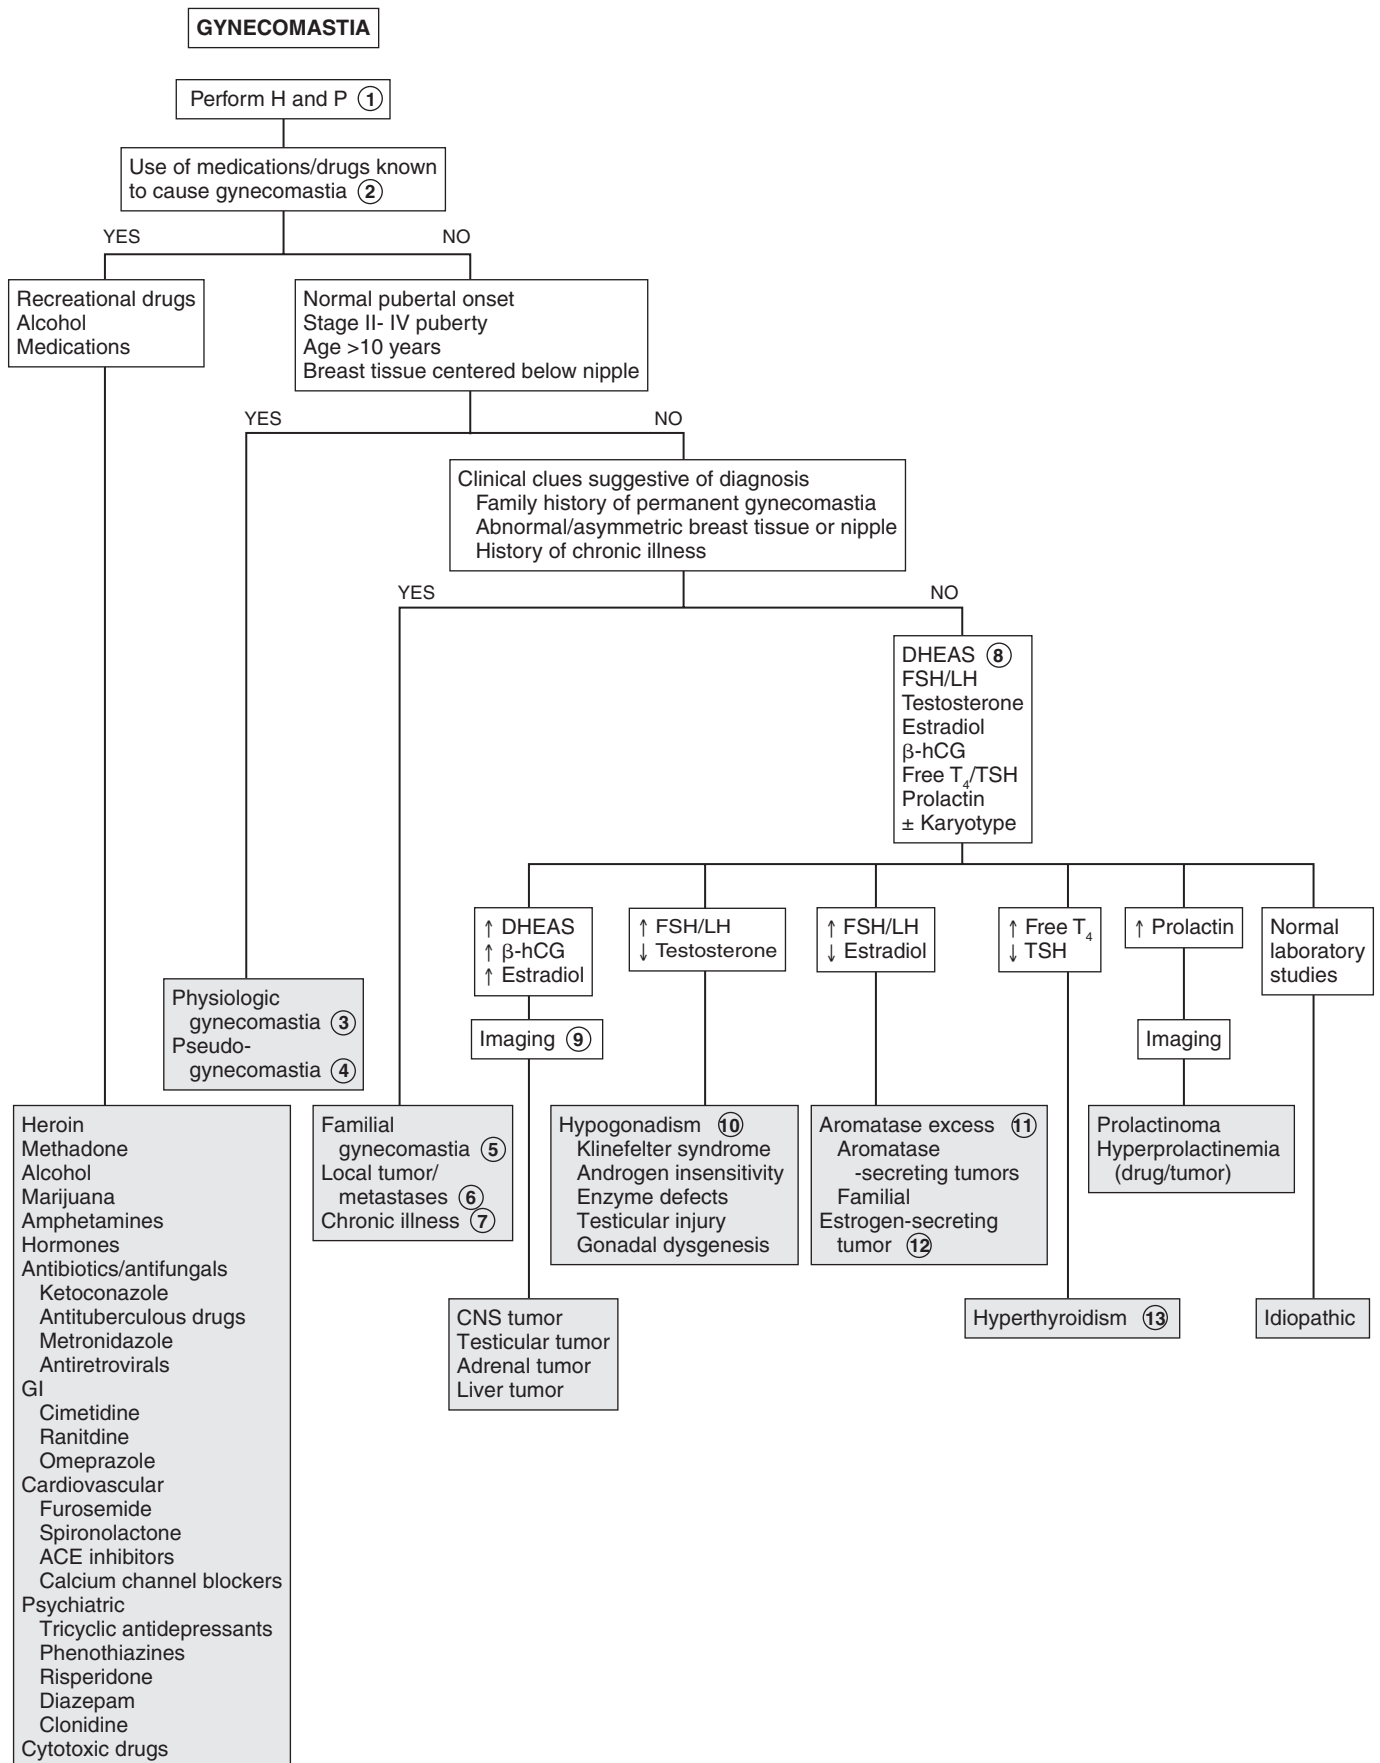 GYNECOMASTIA
Perform H and P 1
Use of medications/drugs known
to cause gynecomastia 2
YES
NO
Recreational drugs
Alcohol
Medications
Normal pubertal onset
Stage II- IV puberty
Age >10 years
Breast tissue centered below nipple
YES
NO
Clinical clues suggestive of diagnosis
Family history of permanent gynecomastia
Abnormal/asymmetric breast tissue or nipple
History of chronic illness
YES
NO
DHEAS 8
FSH/LH
Testosterone
Estradiol
β-hCG
Free T4/TSH
Prolactin
± Karyotype
↑ DHEAS
↑ β-hCG
↑ Estradiol
↑ FSH/LH
↓ Testosterone
↑ FSH/LH
↓ Estradiol
↑ Free T4
↓ TSH
↑ Prolactin
Normal
laboratory
studies
Physiologic
gynecomastia 3
Pseudo-
gynecomastia 4
Imaging 9
Imaging
Heroin
Methadone
Alcohol
Marijuana
Amphetamines
Hormones
Antibiotics/antifungals
Ketoconazole
Antituberculous drugs
Metronidazole
Antiretrovirals
GI
Cimetidine
Ranitdine
Omeprazole
Cardiovascular
Furosemide
Spironolactone
ACE inhibitors
Calcium channel blockers
Psychiatric
Tricyclic antidepressants
Phenothiazines
Risperidone
Diazepam
Clonidine
Cytotoxic drugs
Familial
gynecomastia 5
Local tumor/
metastases 6
Chronic illness 7
Hypogonadism 10
Klinefelter syndrome
Androgen insensitivity
Enzyme defects
Testicular injury
Gonadal dysgenesis
Aromatase excess 11
Aromatase
-secreting tumors
Familial
Estrogen-secreting
tumor 12
Prolactinoma
Hyperprolactinemia
(drug/tumor)
CNS tumor
Testicular tumor
Adrenal tumor
Liver tumor
Hyperthyroidism 13
Idiopathic